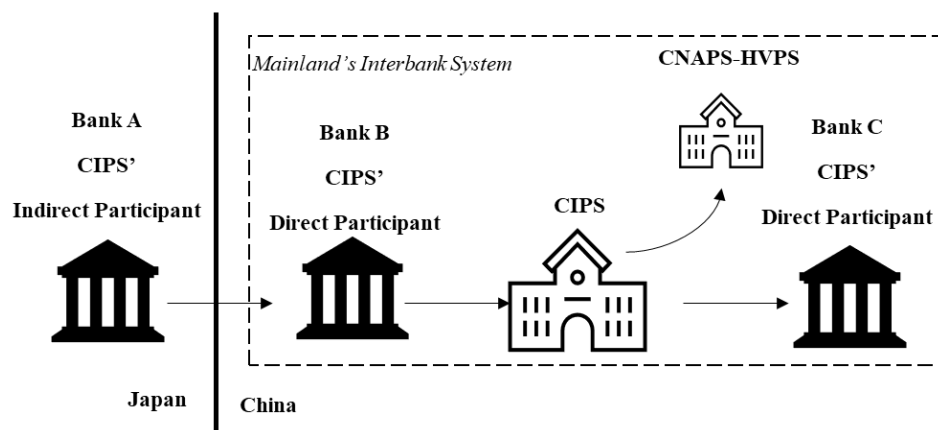 Mainland's Interbank System
CNAPS-HVPS
Bank A
CIPS'
Indirect Participant
Bank B
CIPS'
Direct Participant
CIPS
Bank C
CIPS'
Direct Participant
Japan
China